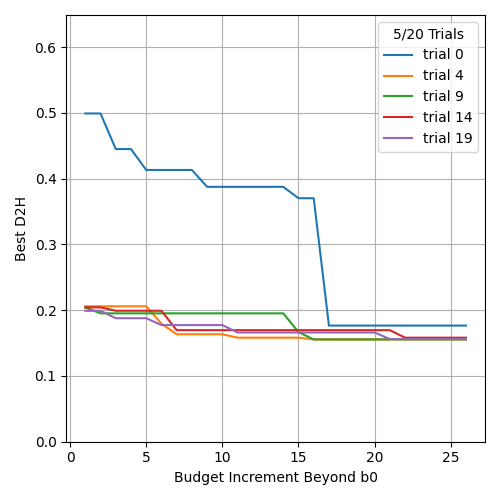 5/20 Trials
trial 0
trial 4
trial 9
trial 14
trial 19
Best D2H
0.6
0.5
0.4
0.3
0.2
0.1
0.0
0 5 10 15 20 25
Budget Increment Beyond b0